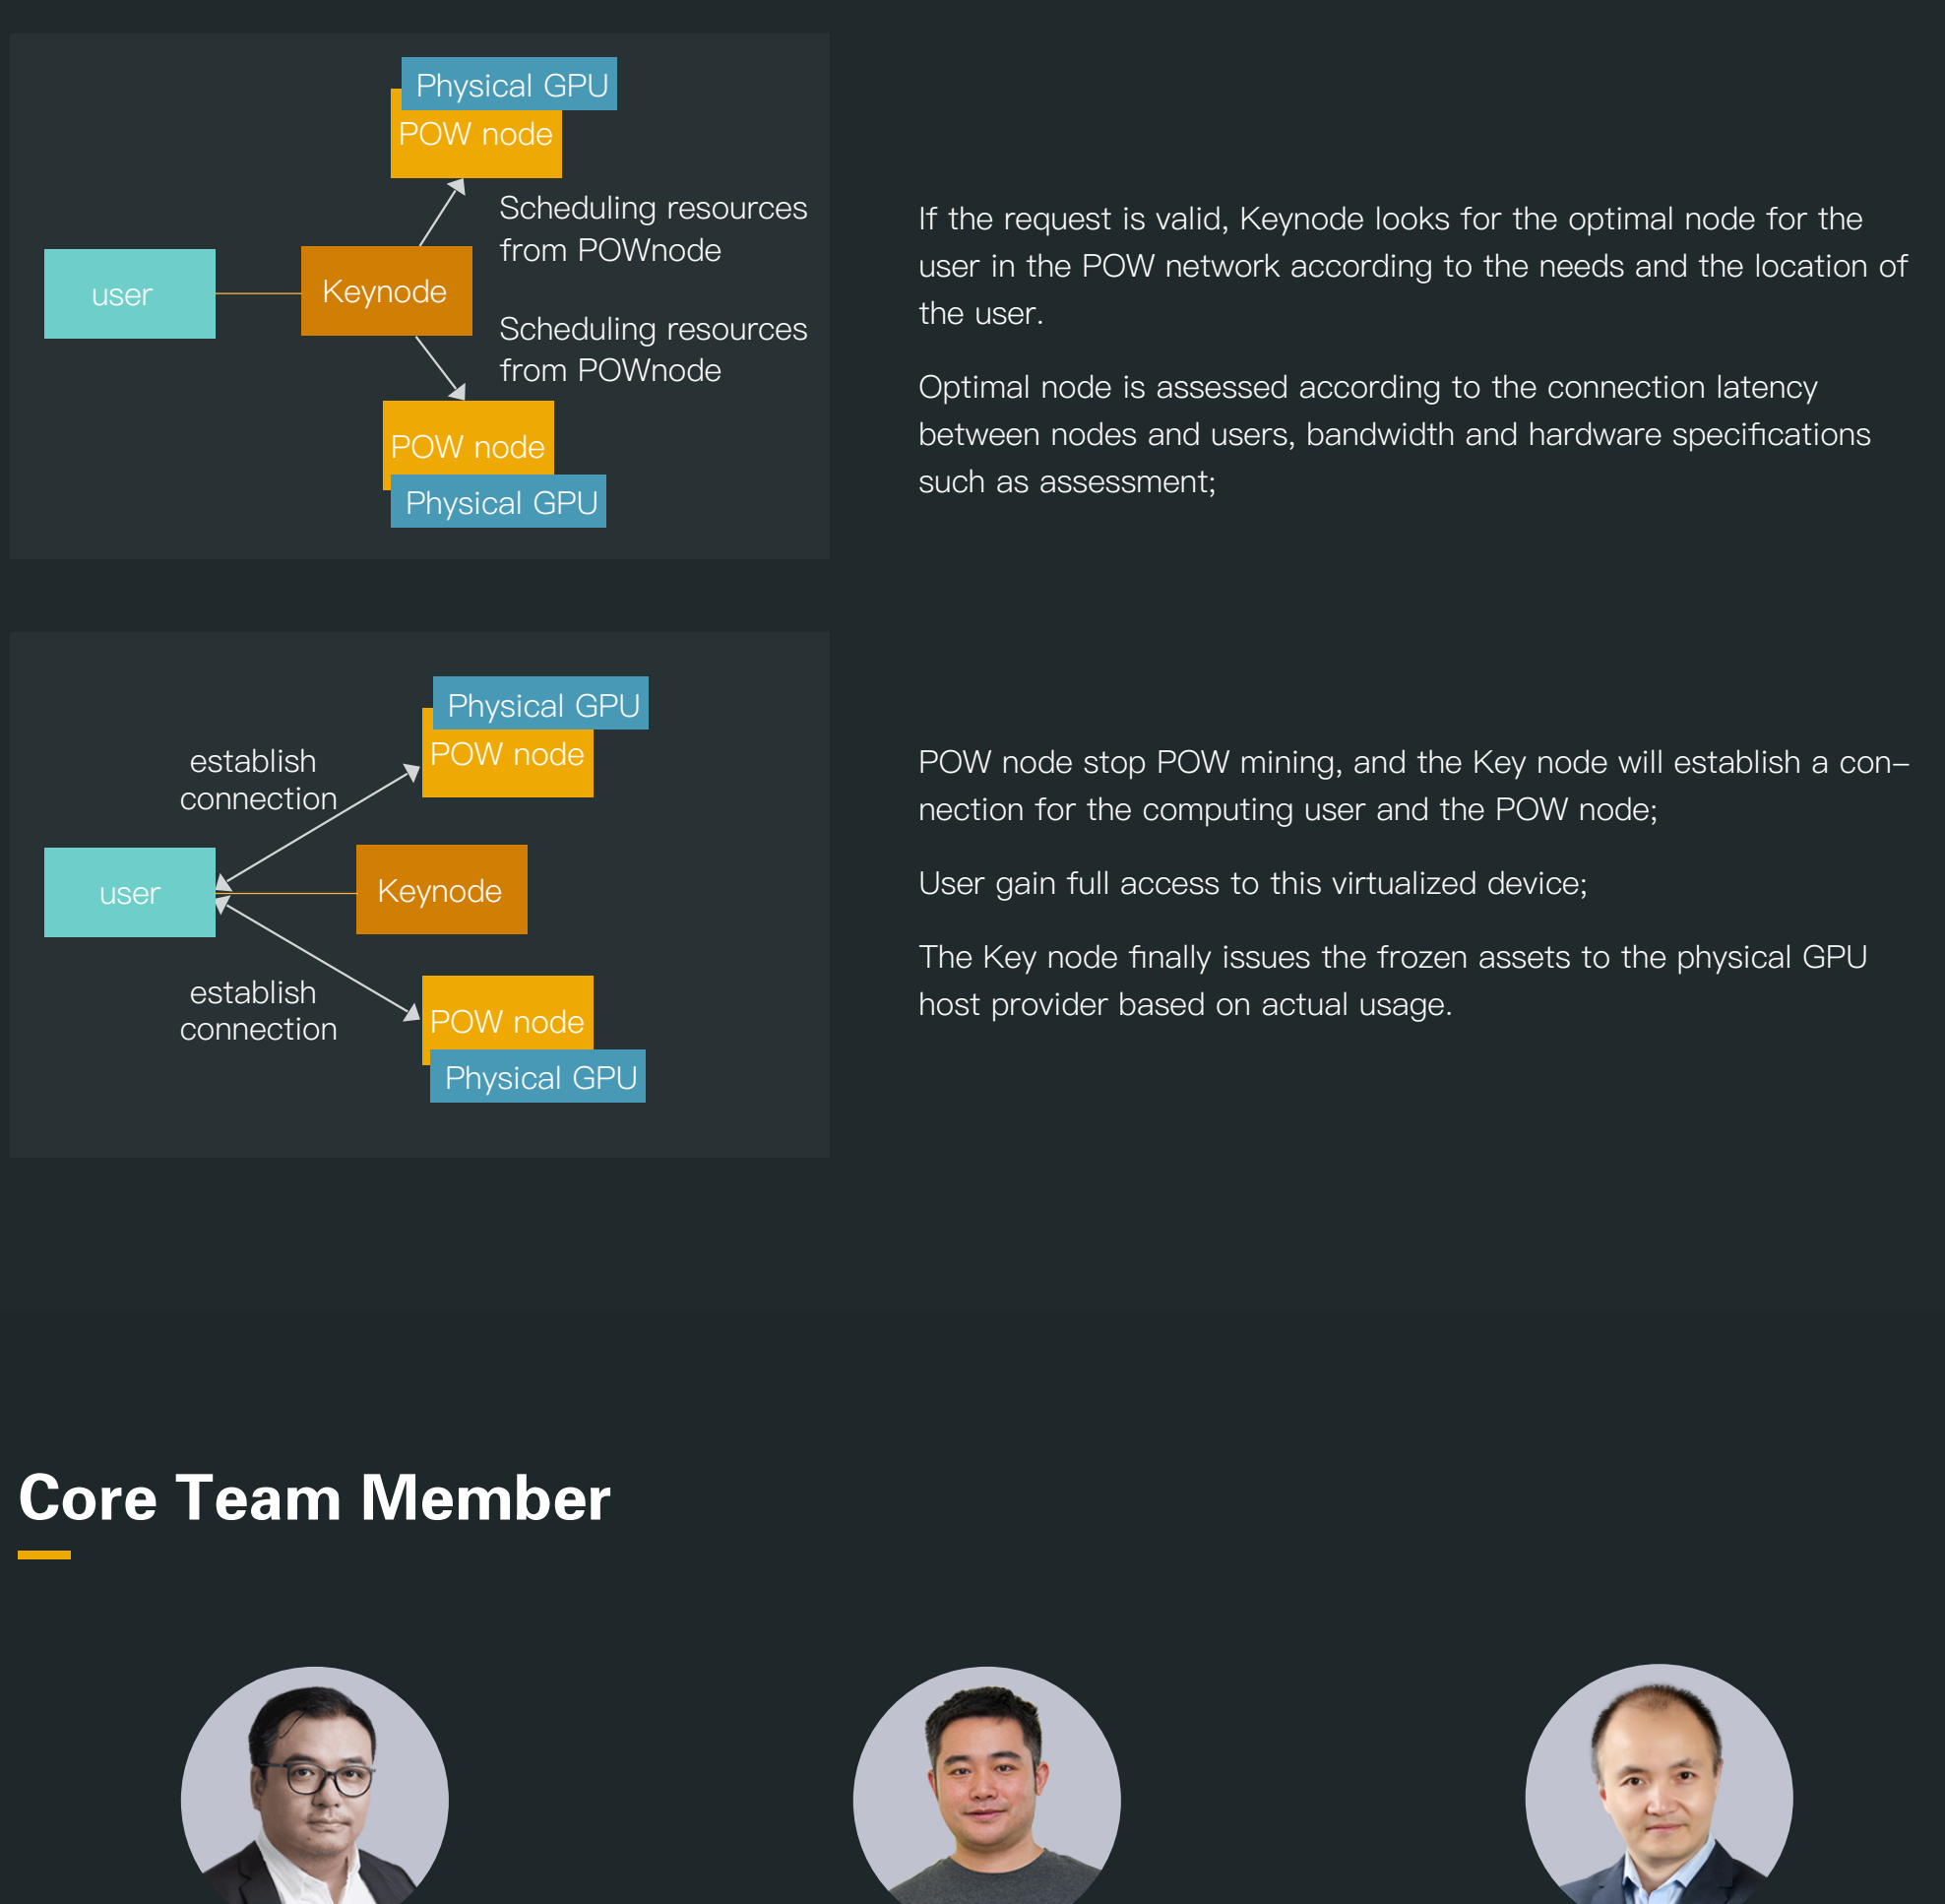 Physical GPU
POW node
Scheduling resources
from POWnode
user
Keynode
Scheduling resources
from POWnode
POW node
Physical GPU
If the request is valid, Keynode looks for the optimal node for the
user in the POW network according to the needs and the location of
the user.
Optimal node is assessed according to the connection latency
between nodes and users, bandwidth and hardware specifications
such as assessment;
Physical GPU
POW node
establish
connection
user
Keynode
establish
connection
POW node
Physical GPU
POW node stop POW mining, and the Key node will establish a con-
nection for the computing user and the POW node;
User gain full access to this virtualized device;
The Key node finally issues the frozen assets to the physical GPU
host provider based on actual usage.
Core Team Member